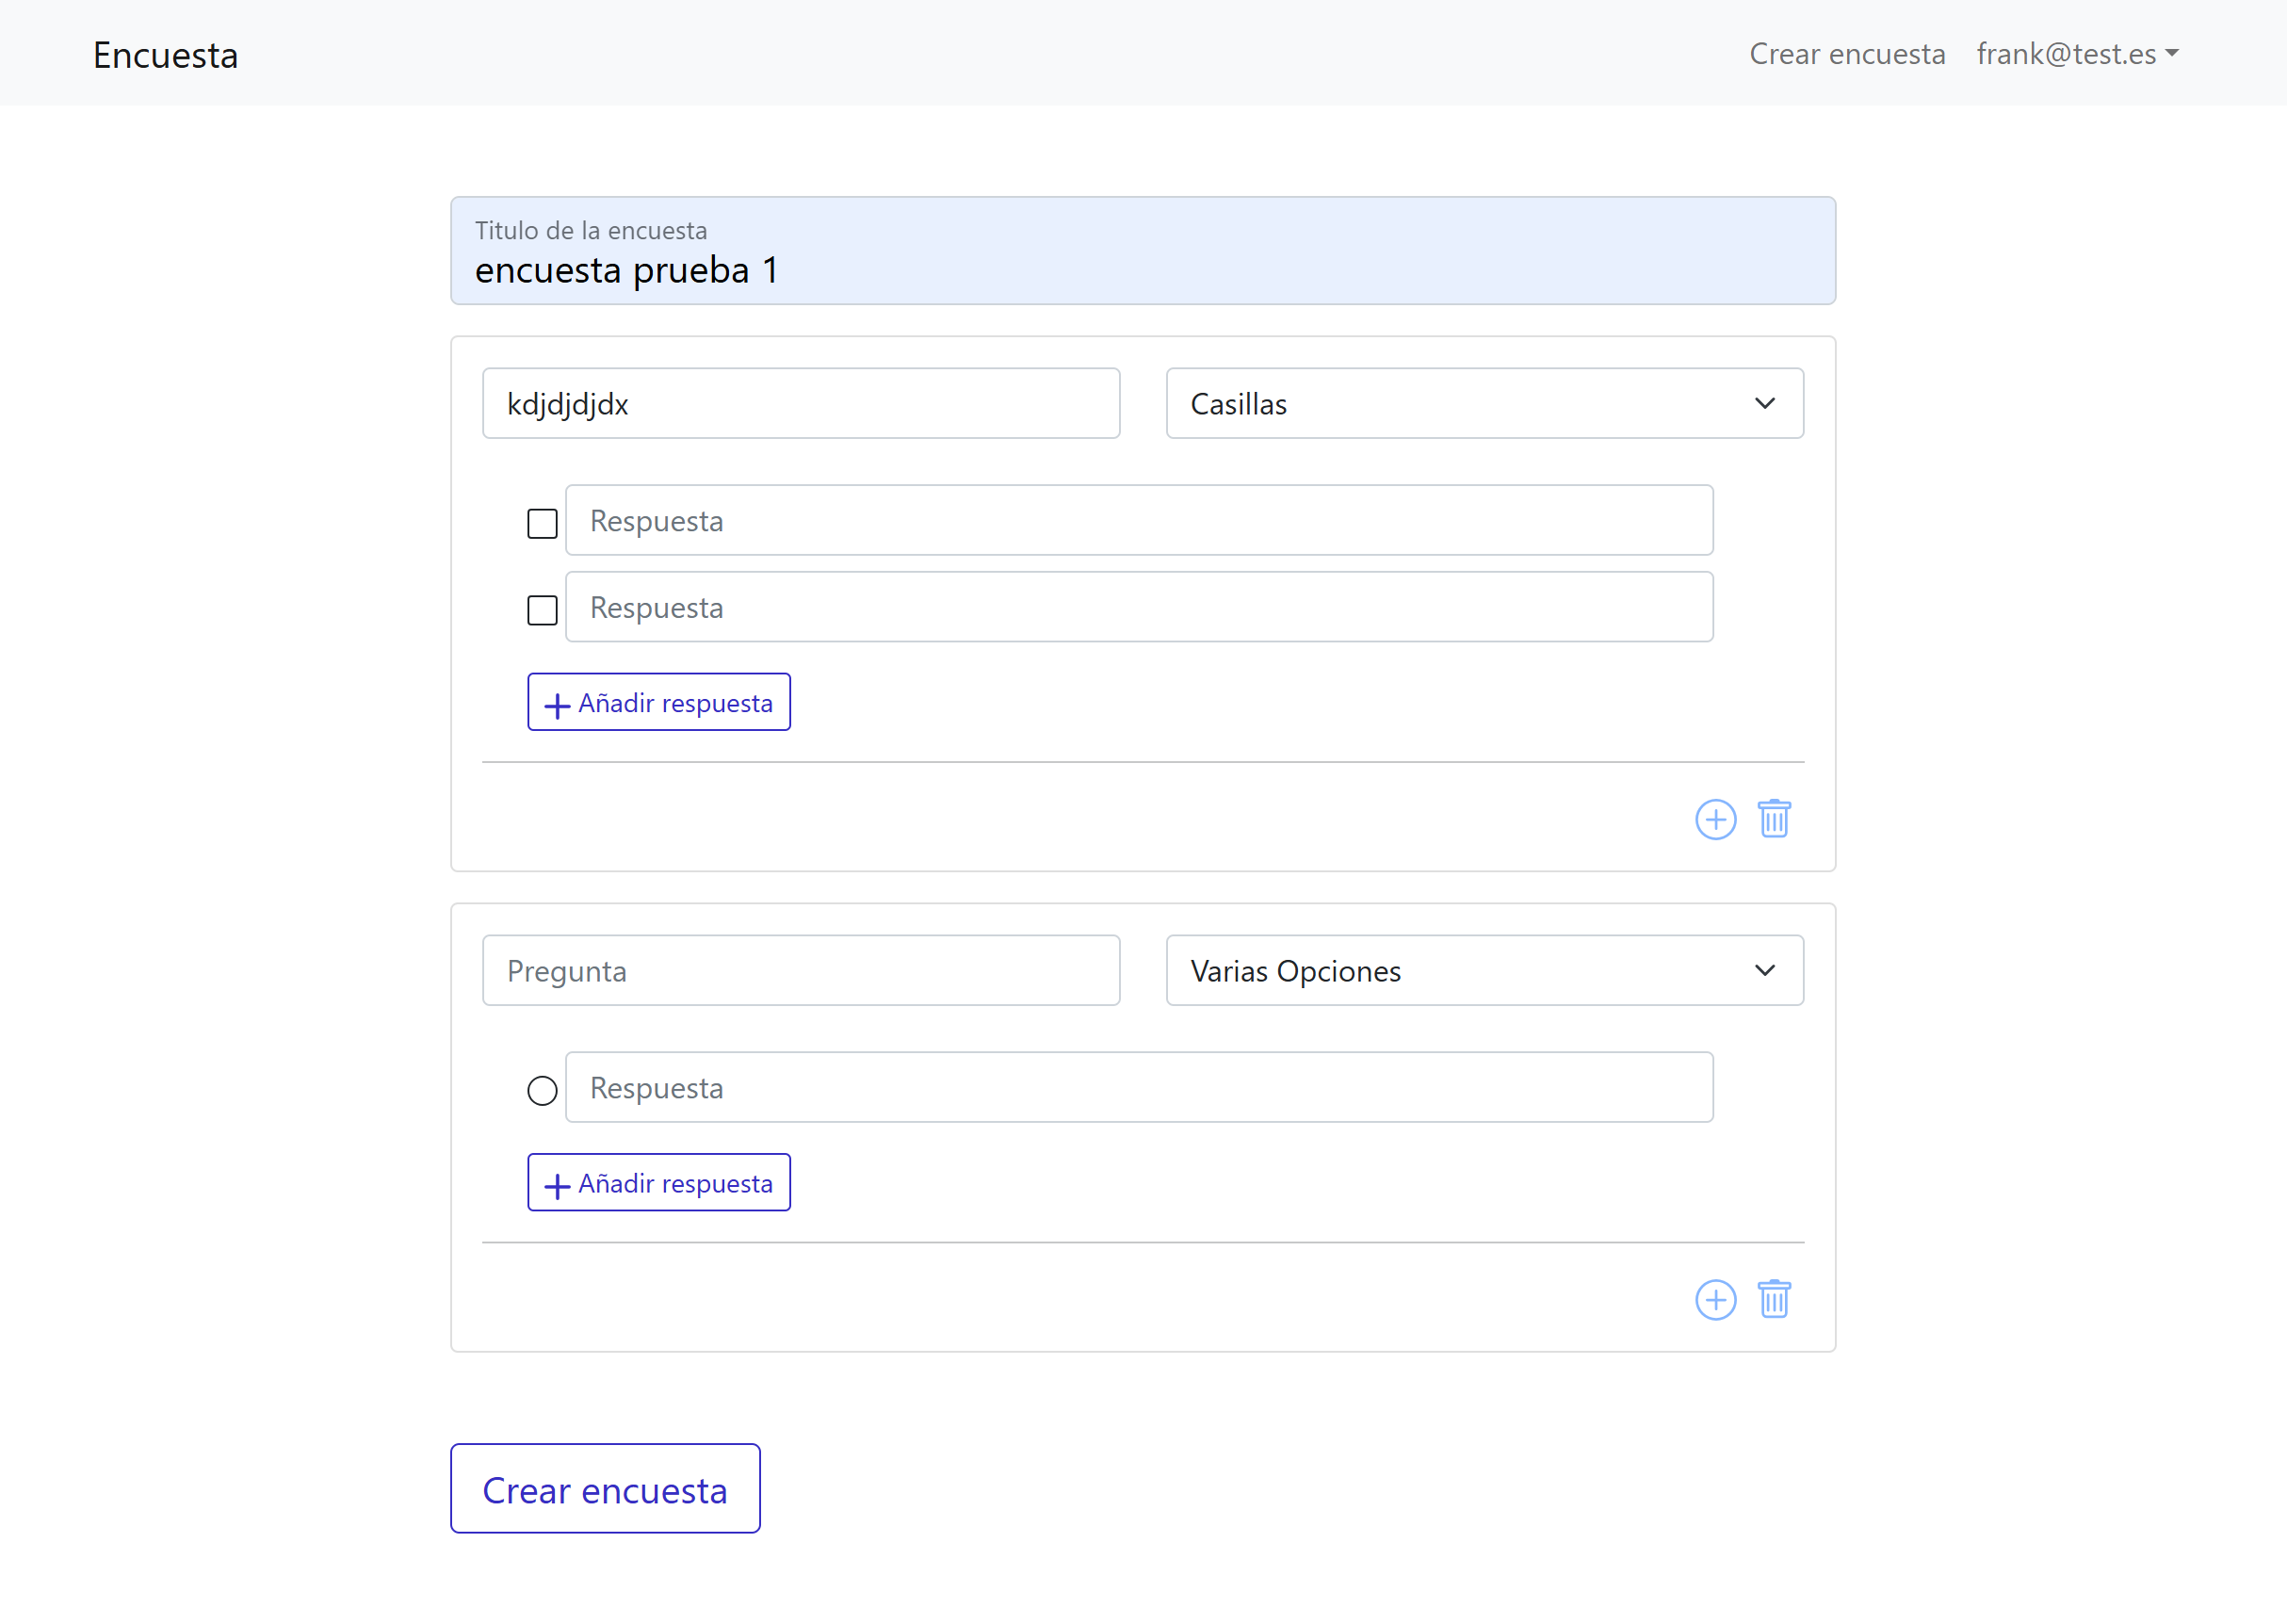 Encuesta
Crear encuesta
frank@test.es
Titulo de la encuesta
encuesta prueba 1
kdjdjdjdx
Casillas
Respuesta
Respuesta
Añadir respuesta
Pregunta
Varias Opciones
Respuesta
Añadir respuesta
Crear encuesta